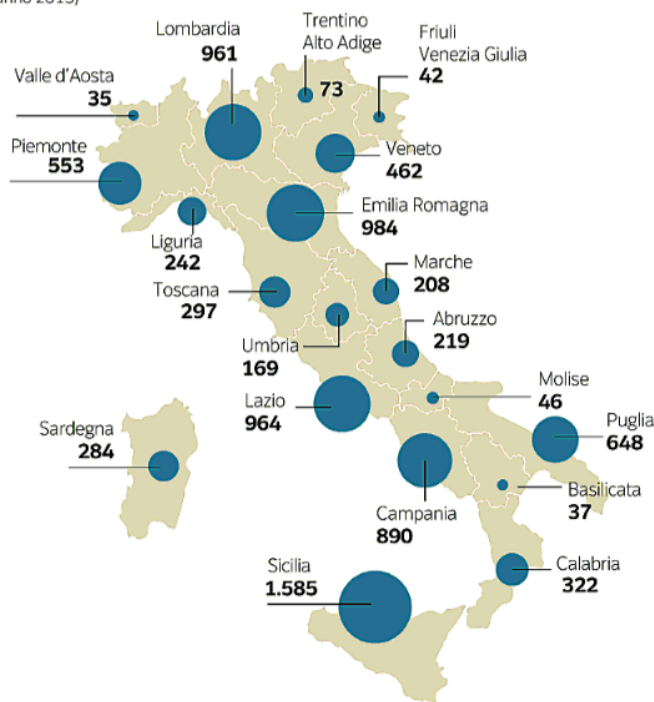 anno 2015)
Lombardia
961
Trentino
Alto Adige
73
Friuli
Venezia Giulia
42
Valle d'Aosta
35
Piemonte
553
Veneto
462
Emilia Romagna
984
Liguria
242
Marche
208
Toscana
297
Abruzzo
219
Umbria
169
Molise
46
Lazio
964
Puglia
648
Sardegna
284
Basilicata
37
Campania
890
Sicilia
1.585
Calabria
322